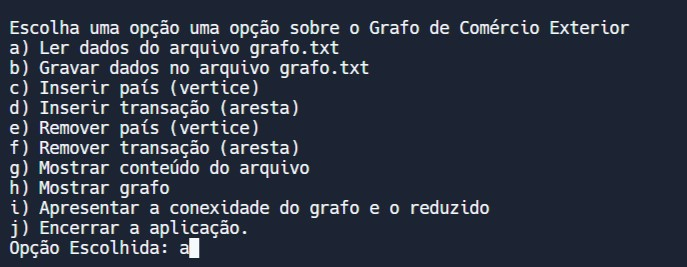 Escolha uma opção uma opção sobre o Grafo de Comércio Exterior
a) Ler dados do arquivo grafo.txt
b) Gravar dados no arquivo grafo.txt
c) Inserir país (vertice)
d) Inserir transação (aresta)
e) Remover país (vertice)
f) Remover transação (aresta)
g) Mostrar conteúdo do arquivo
h) Mostrar grafo
i) Apresentar a conexidade do grafo e o reduzido
j) Encerrar a aplicação.
Opção Escolhida: a